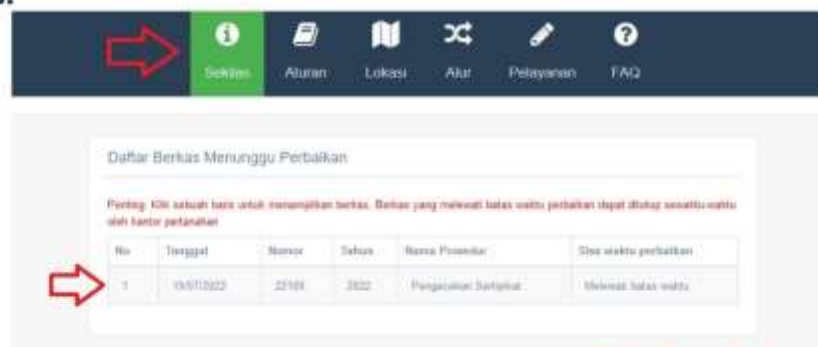 Sekilas Aturan Lokasi Alur Pelayanan FAQ
Daftar Berkas Menunggu Perbaikan
Penting: Klik sebuah baris untuk menampilkan berkas. Berkas yang melewati batas waktu perbaikan dapat ditutup sewaktu-waktu
oleh kantor pertanahan
No Tanggal Nomor Tahun Nama Prosedur Sisa waktu perbaikan
1 2022 Pengecekan Sertipikat Melewati batas waktu